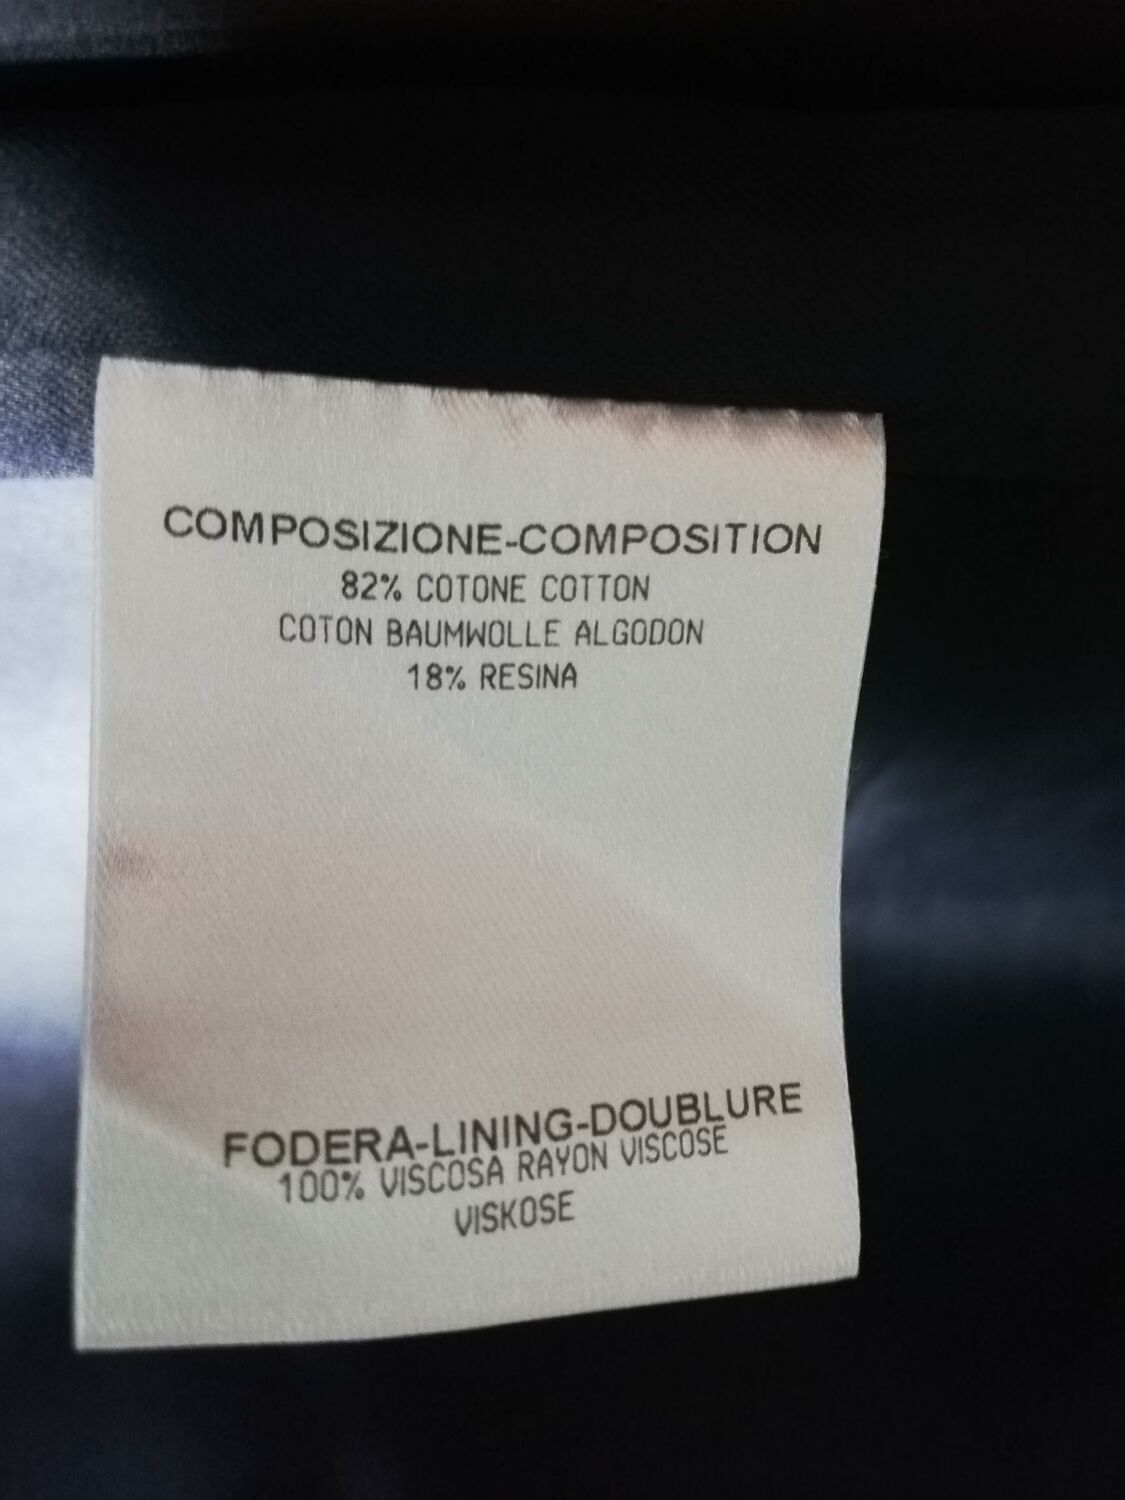 COMPOSIZIONE-COMPOSITION
82% COTONE COTTON
COTON BAUMWOLLE ALGODON
18% RESINA
FODERA-LINING-DOUBLURE
100% VISCOSA RAYON VISCOSE
VISKOSE